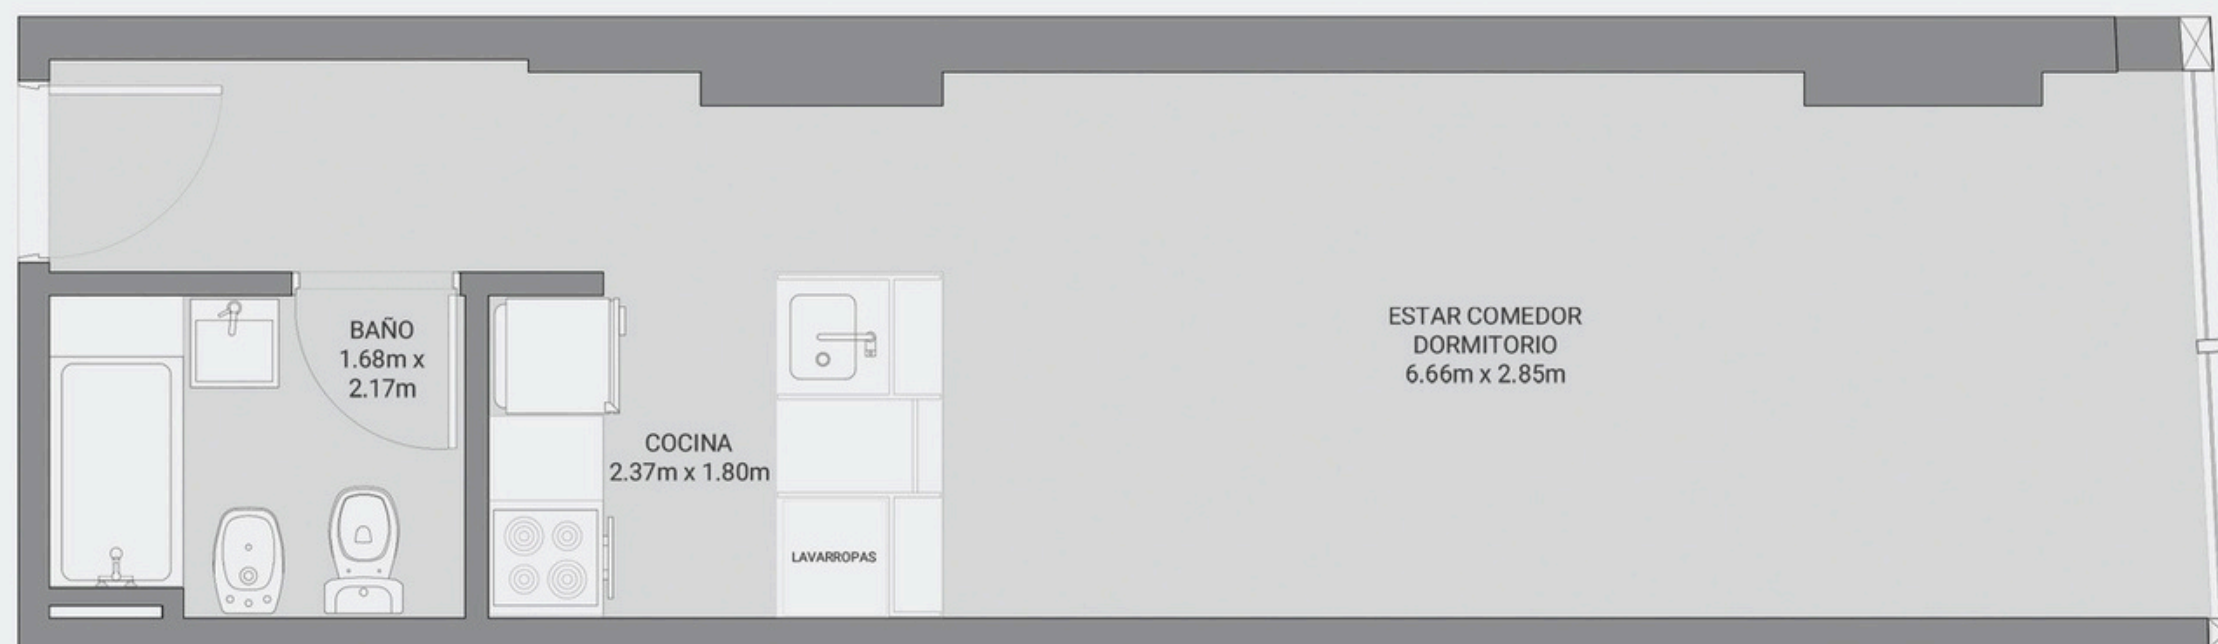 BAÑO
1.68m x
2.17m
COCINA
2.37m x 1.80m
LAVARROPAS
ESTAR COMEDOR
DORMITORIO
6.66m x 2.85m